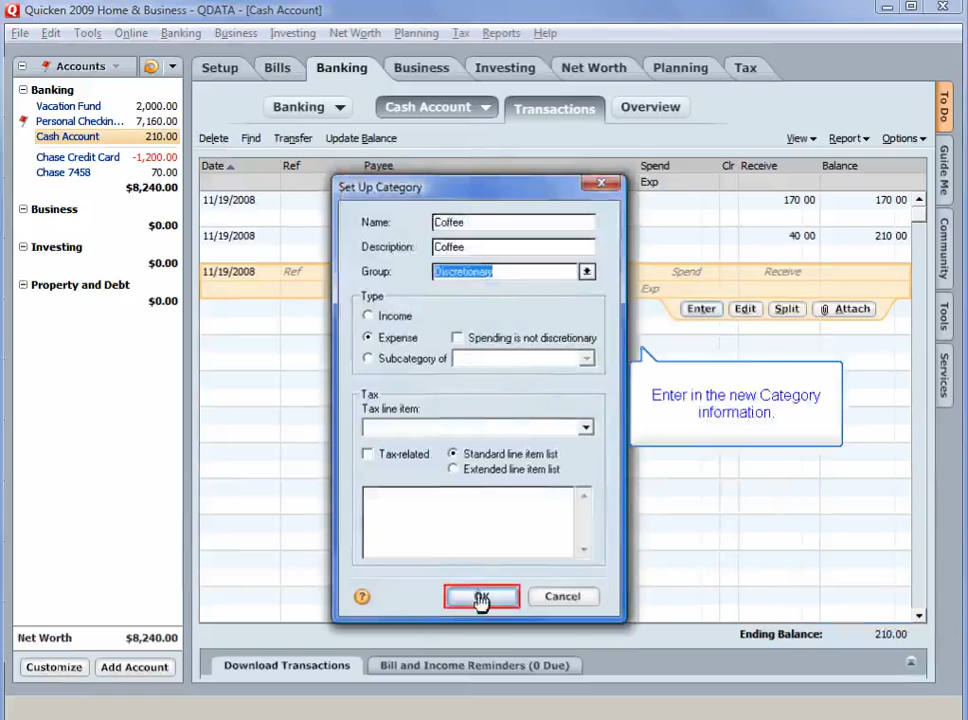 Quicken 2009 Home & Business - QDATA - [Cash Account]
File Edit Tools Online Banking Business Investing Net Worth Planning Tax Reports Help
Accounts
Setup Bills Banking Business Investing Net Worth Planning Tax
Banking
Vacation Fund 2,000.00
Personal Checkin... 7,160.00
Cash Account 210.00
Chase Credit Card -1,200.00
Chase 7458 70.00
$8,240.00
Business
$0.00
Investing
$0.00
Property and Debt
$0.00
Net Worth $8,240.00
Customize Add Account
Banking Cash Account Transactions Overview
Delete Find Transfer Update Balance View Report Options
Date Ref Payee Spend Clr Receive Balance
Exp
11/19/2008 170 00 170 00
11/19/2008 40 00 210 00
11/19/2008 Ref Spend Receive
Exp
Enter Edit Split Attach
Set Up Category
Name: Coffee
Description: Coffee
Group: Discretionary
Type
Income
Expense Spending is not discretionary
Subcategory of
Tax
Tax line item:
Tax-related Standard line item list
Extended line item list
OK Cancel
Enter in the new Category
information.
Ending Balance: 210.00
Download Transactions Bill and Income Reminders (0 Due)
To Do
Guide Me
Community
Tools
Services